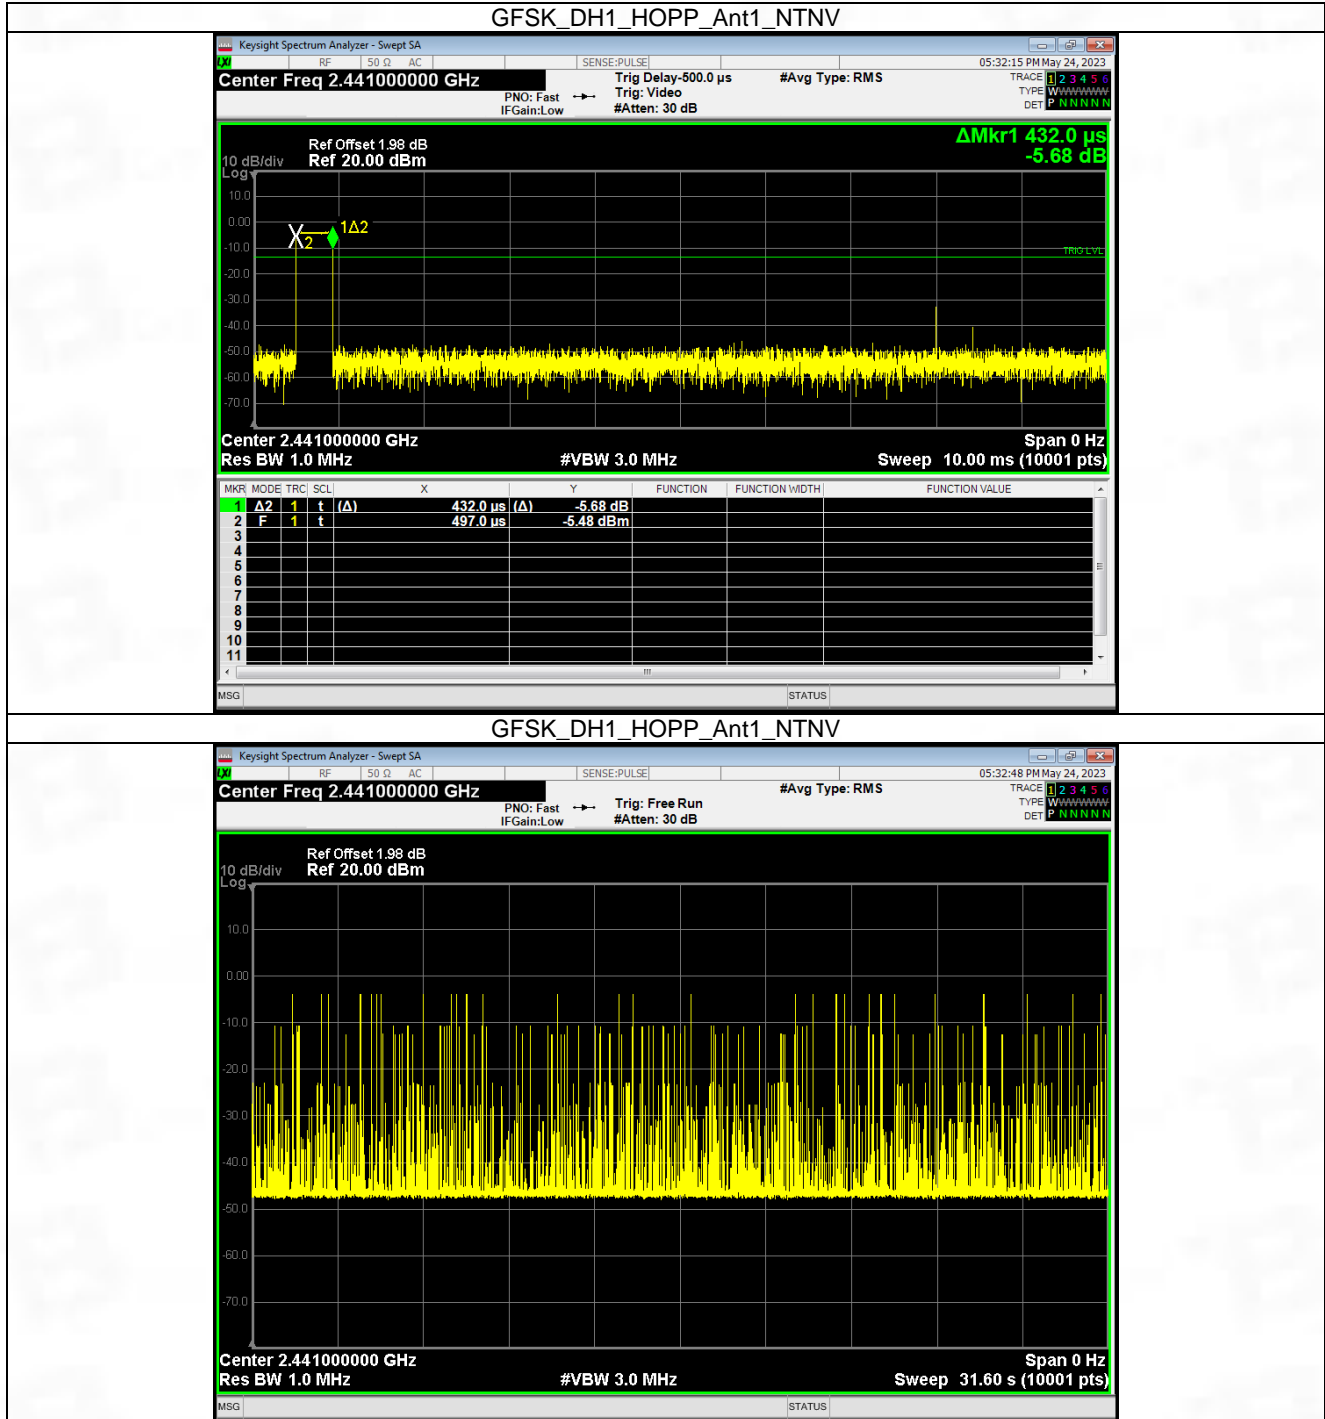 GFSK_DH1_HOPP_Ant1_NTNV
Keysight Spectrum Analyzer - Swept SA
LXI RF 50 Ω AC SENSE:PULSE 05:32:15 PM May 24, 2023
Center Freq 2.441000000 GHz Trig Delay-500.0 µs #Avg Type: RMS TRACE 1 2 3 4 5 6
PNO: Fast Trig: Video TYPE WWWWWW
IFGain:Low #Atten: 30 dB DET P N N N N N
ΔMkr1 432.0 µs
-5.68 dB
Ref Offset 1.98 dB
10 dB/div Ref 20.00 dBm
Log
10.0
0.00
1Δ2
X2
-10.0
TRIG LVL
-20.0
-30.0
-40.0
-50.0
-60.0
-70.0
Center 2.441000000 GHz Span 0 Hz
Res BW 1.0 MHz #VBW 3.0 MHz Sweep 10.00 ms (10001 pts)
MKR MODE TRC SCL X Y FUNCTION FUNCTION WIDTH FUNCTION VALUE
1 Δ2 1 t (Δ) 432.0 µs (Δ) -5.68 dB
2 F 1 t 497.0 µs -5.48 dBm
3
4
5
6
7
8
9
10
11
MSG STATUS
GFSK_DH1_HOPP_Ant1_NTNV
Keysight Spectrum Analyzer - Swept SA
LXI RF 50 Ω AC SENSE:PULSE 05:32:48 PM May 24, 2023
Center Freq 2.441000000 GHz #Avg Type: RMS TRACE 1 2 3 4 5 6
PNO: Fast Trig: Free Run TYPE WWWWWW
IFGain:Low #Atten: 30 dB DET P N N N N N
Ref Offset 1.98 dB
10 dB/div Ref 20.00 dBm
Log
10.0
0.00
-10.0
-20.0
-30.0
-40.0
-50.0
-60.0
-70.0
Center 2.441000000 GHz Span 0 Hz
Res BW 1.0 MHz #VBW 3.0 MHz Sweep 31.60 s (10001 pts)
MSG STATUS